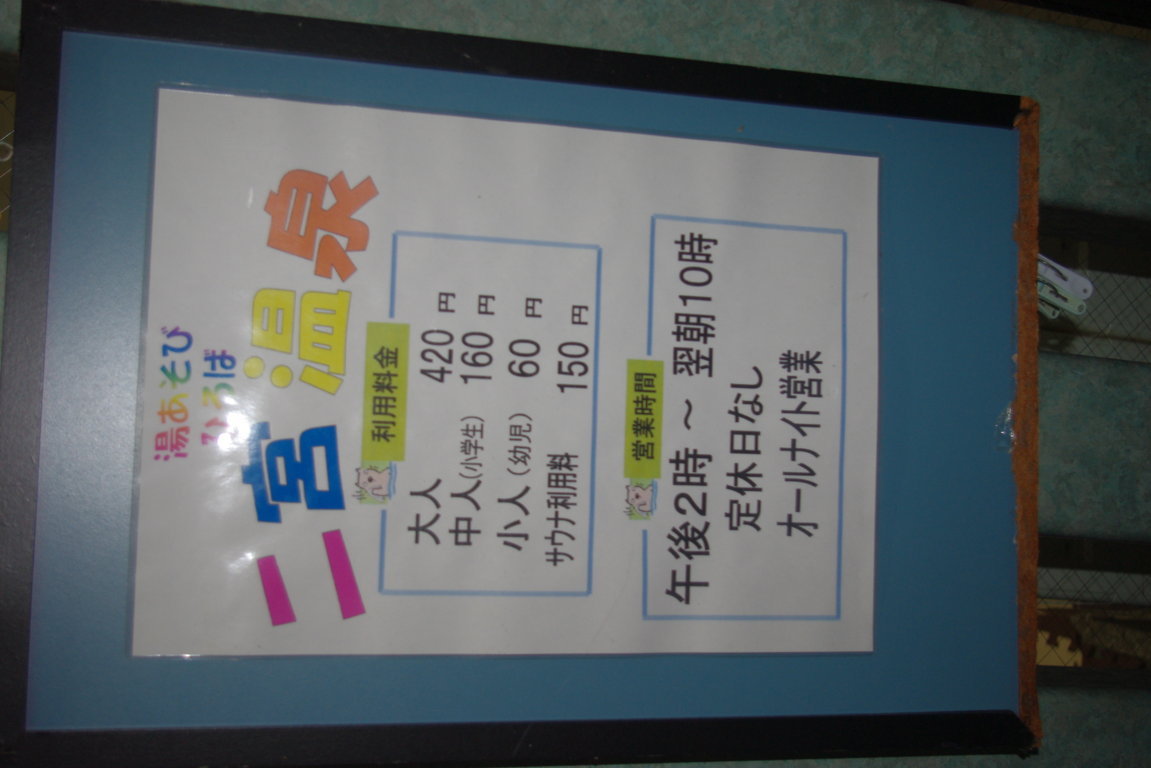 湯あそび
ひろば
二宮温泉
利用料金
大人 420 円
中人(小学生) 160 円
小人(幼児) 60 円
サウナ利用料 150 円
営業時間
午後2時 ～ 翌朝10時
定休日なし
オールナイト営業